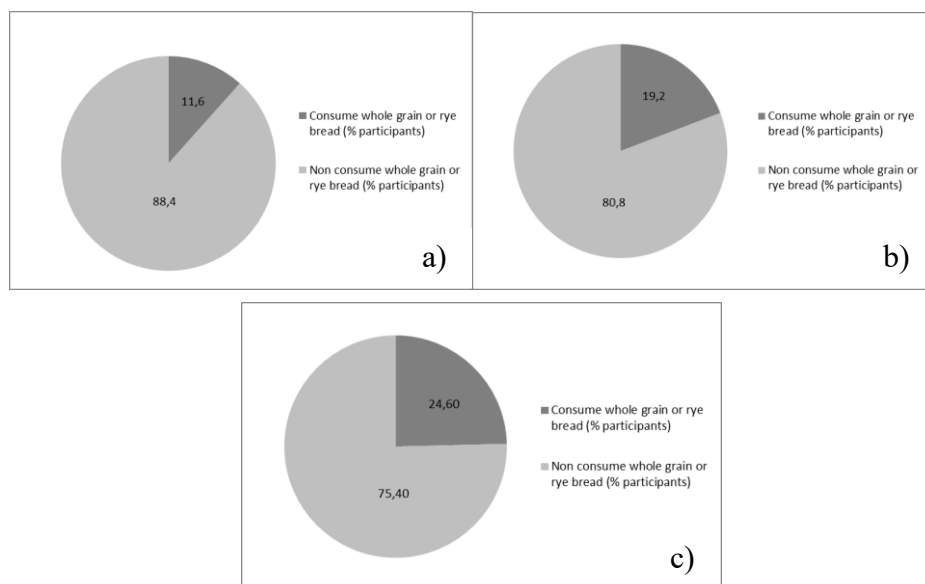 11,6
88,4
Consume whole grain or rye
bread (% participants)
Non consume whole grain or
rye bread (% participants)
a)
19,2
80,8
Consume whole grain or rye
bread (% participants)
Non consume whole grain or
rye bread (% participants)
b)
24,60
75,40
Consume whole grain or rye
bread (% participants)
Non consume whole grain or
rye bread (% participants)
c)